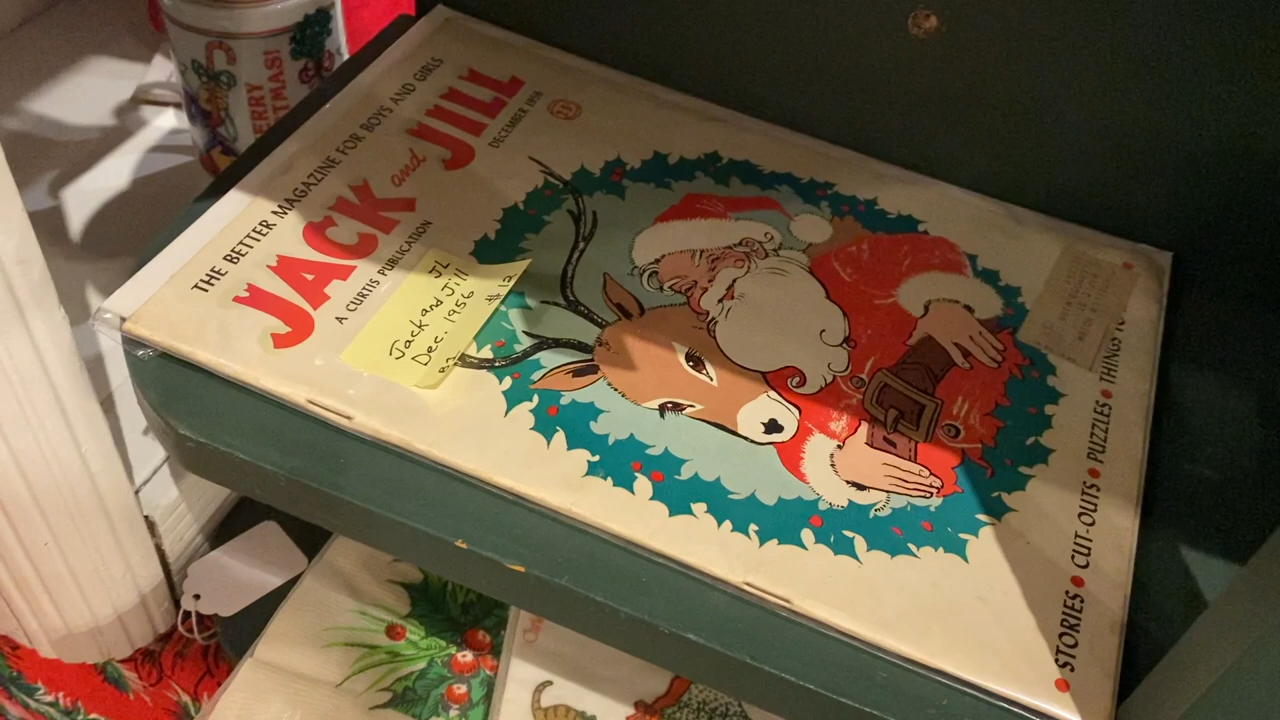 THE BETTER MAGAZINE FOR BOYS AND GIRLS
JACK and JILL
DECEMBER 1956
A CURTIS PUBLICATION
JL
Jack and Jill
Dec. 1956
# 12
STORIES • CUT-OUTS • PUZZLES • THINGS
MERRY